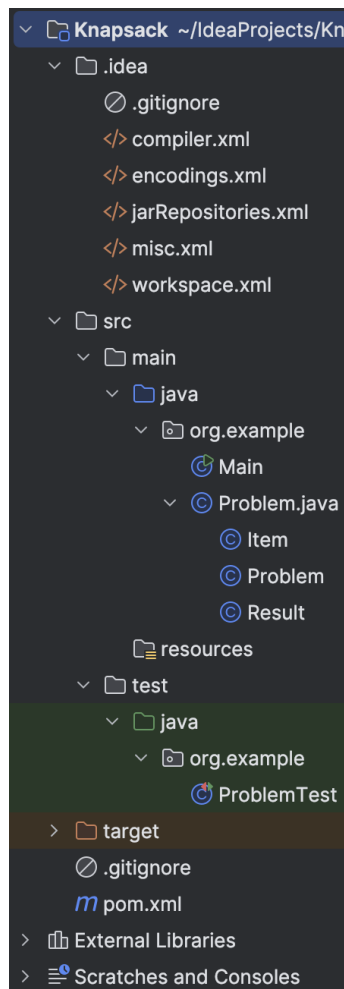 Knapsack ~/IdeaProjects/Kn
.idea
.gitignore
compiler.xml
encodings.xml
jarRepositories.xml
misc.xml
workspace.xml
src
main
java
org.example
Main
Problem.java
Item
Problem
Result
resources
test
java
org.example
ProblemTest
target
.gitignore
pom.xml
External Libraries
Scratches and Consoles